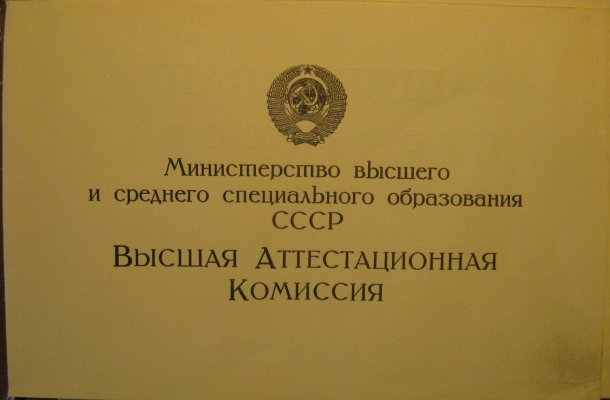 Министерство высшего
и среднего специального образования
СССР
Высшая Аттестационная
Комиссия